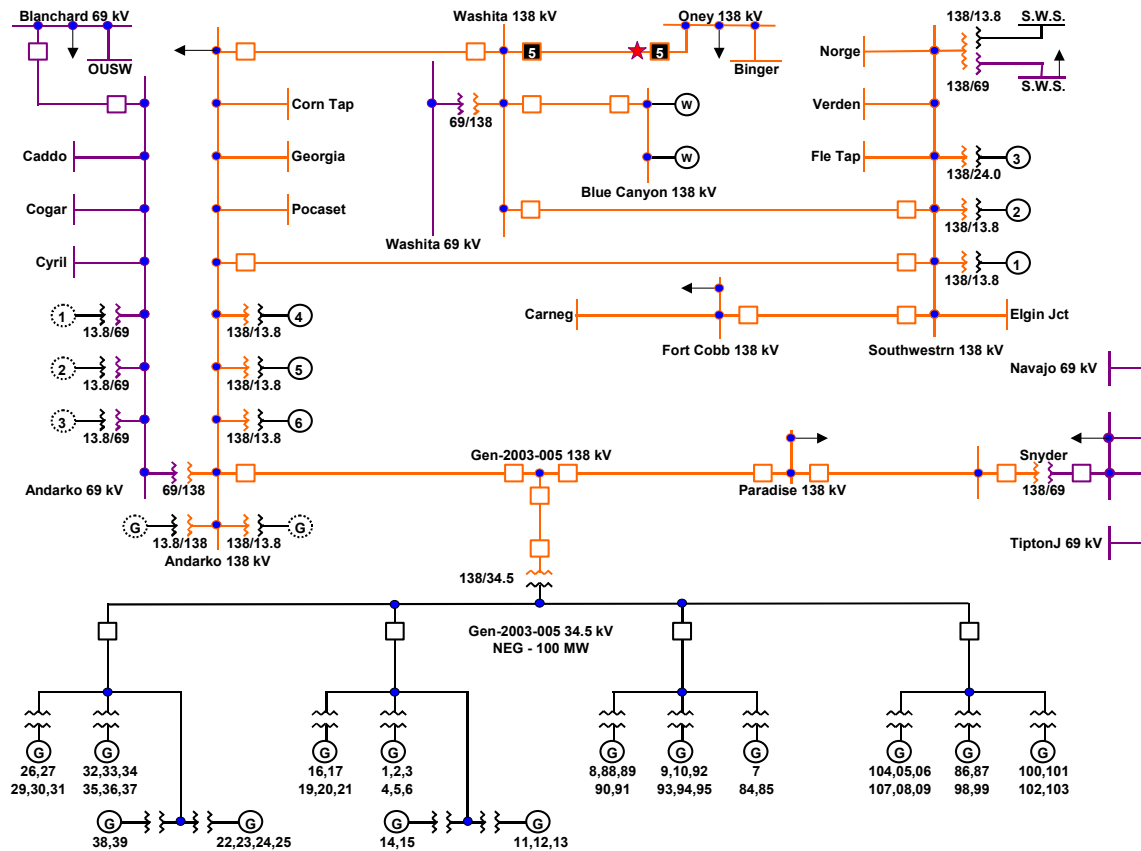 Blanchard 69 kV
Washita 138 kV
Oney 138 kV
138/13.8
S.W.S.
5
5
Norge
OUSW
Binger
138/69
S.W.S.
Corn Tap
69/138
W
Verden
Caddo
Georgia
W
Fle Tap
3
138/24.0
Blue Canyon 138 kV
Cogar
Pocaset
2
138/13.8
Washita 69 kV
Cyril
1
138/13.8
1
13.8/69
4
138/13.8
Carneg
Elgin Jct
Fort Cobb 138 kV
Southwestrn 138 kV
2
13.8/69
5
138/13.8
Navajo 69 kV
3
13.8/69
6
138/13.8
Gen-2003-005 138 kV
Snyder
Andarko 69 kV
69/138
Paradise 138 kV
138/69
G
13.8/138
138/13.8
G
Andarko 138 kV
TiptonJ 69 kV
138/34.5
Gen-2003-005 34.5 kV
NEG - 100 MW
G
G
G
G
G
G
G
G
G
G
26,27
29,30,31
32,33,34
35,36,37
16,17
19,20,21
1,2,3
4,5,6
8,88,89
90,91
9,10,92
93,94,95
7
84,85
104,05,06
107,08,09
86,87
98,99
100,101
102,103
G
G
G
G
38,39
22,23,24,25
14,15
11,12,13